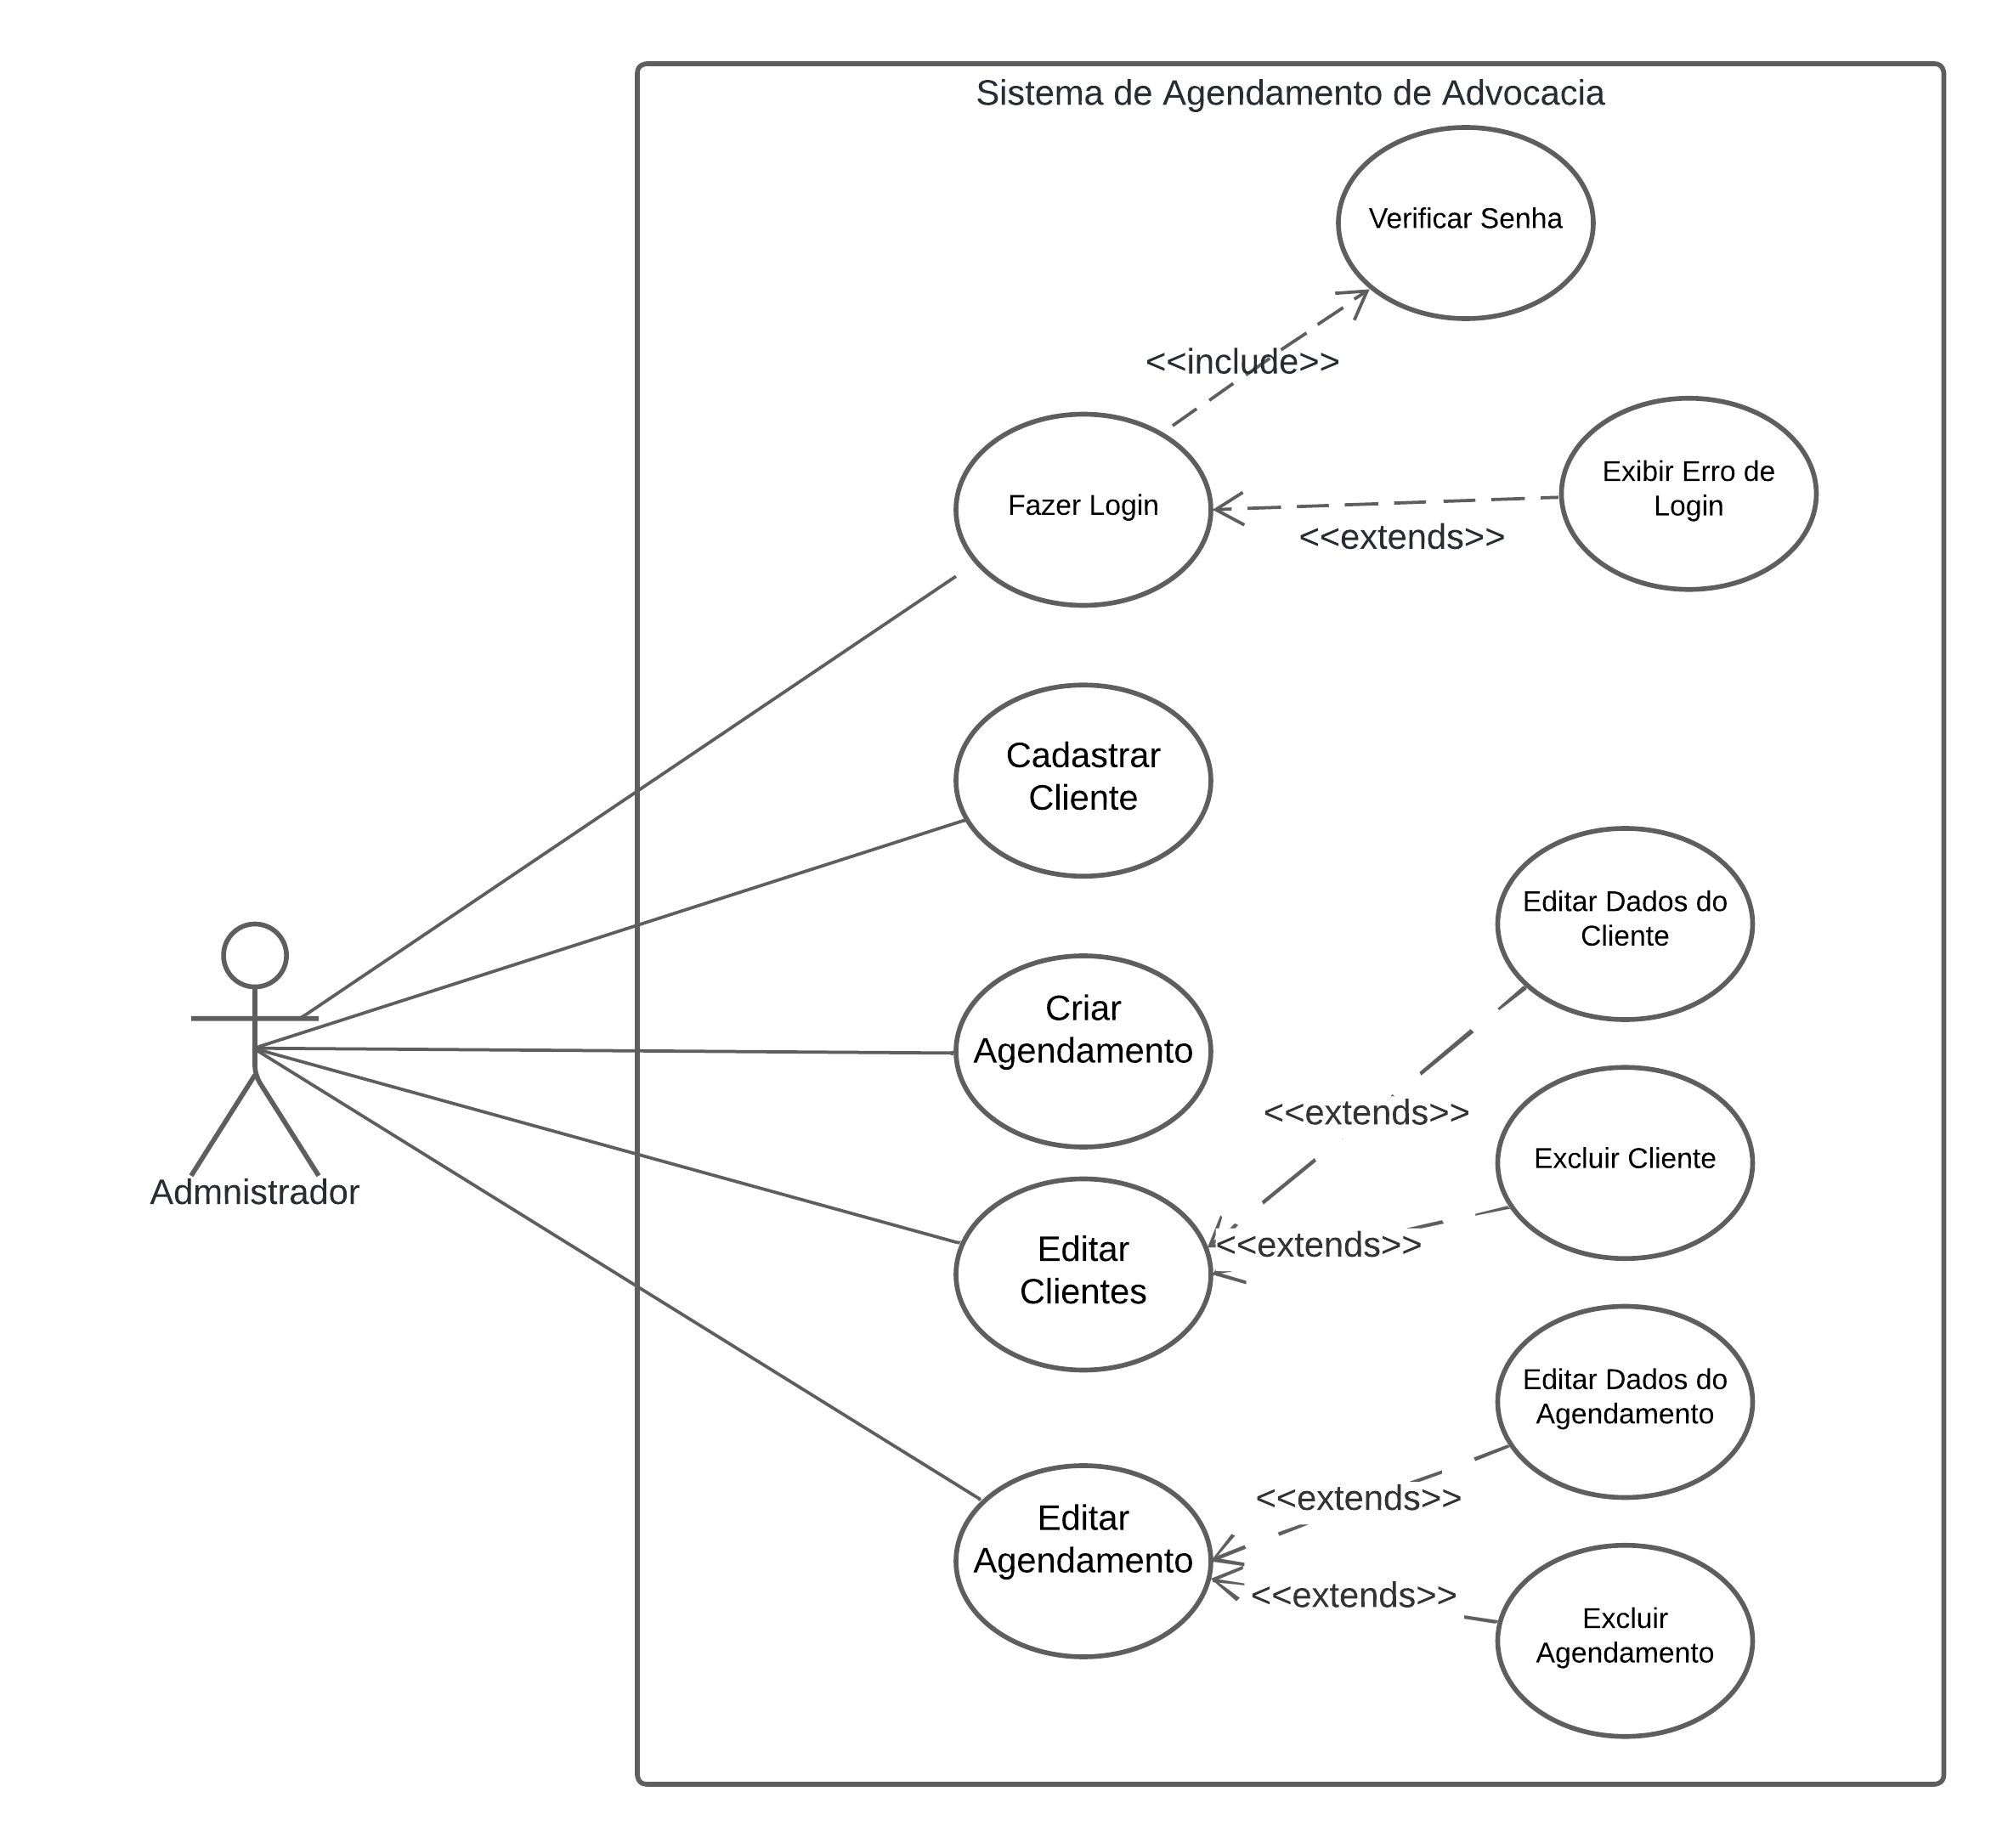 Sistema de Agendamento de Advocacia
Verificar Senha
<<include>>
Fazer Login
Exibir Erro de
Login
<<extends>>
Cadastrar
Cliente
Editar Dados do
Cliente
Criar
Agendamento
<<extends>>
Excluir Cliente
Admnistrador
<<extends>>
Editar
Clientes
Editar Dados do
Agendamento
<<extends>>
Editar
Agendamento
<<extends>>
Excluir
Agendamento